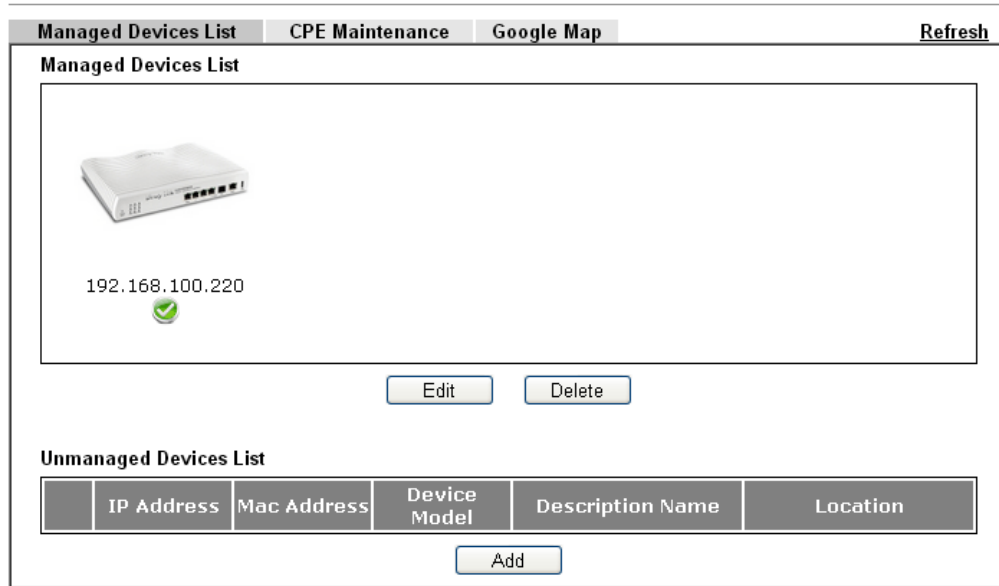 Managed Devices List CPE Maintenance Google Map Refresh
Managed Devices List
192.168.100.220
Edit Delete
Unmanaged Devices List
IP Address Mac Address Device Model Description Name Location
Add